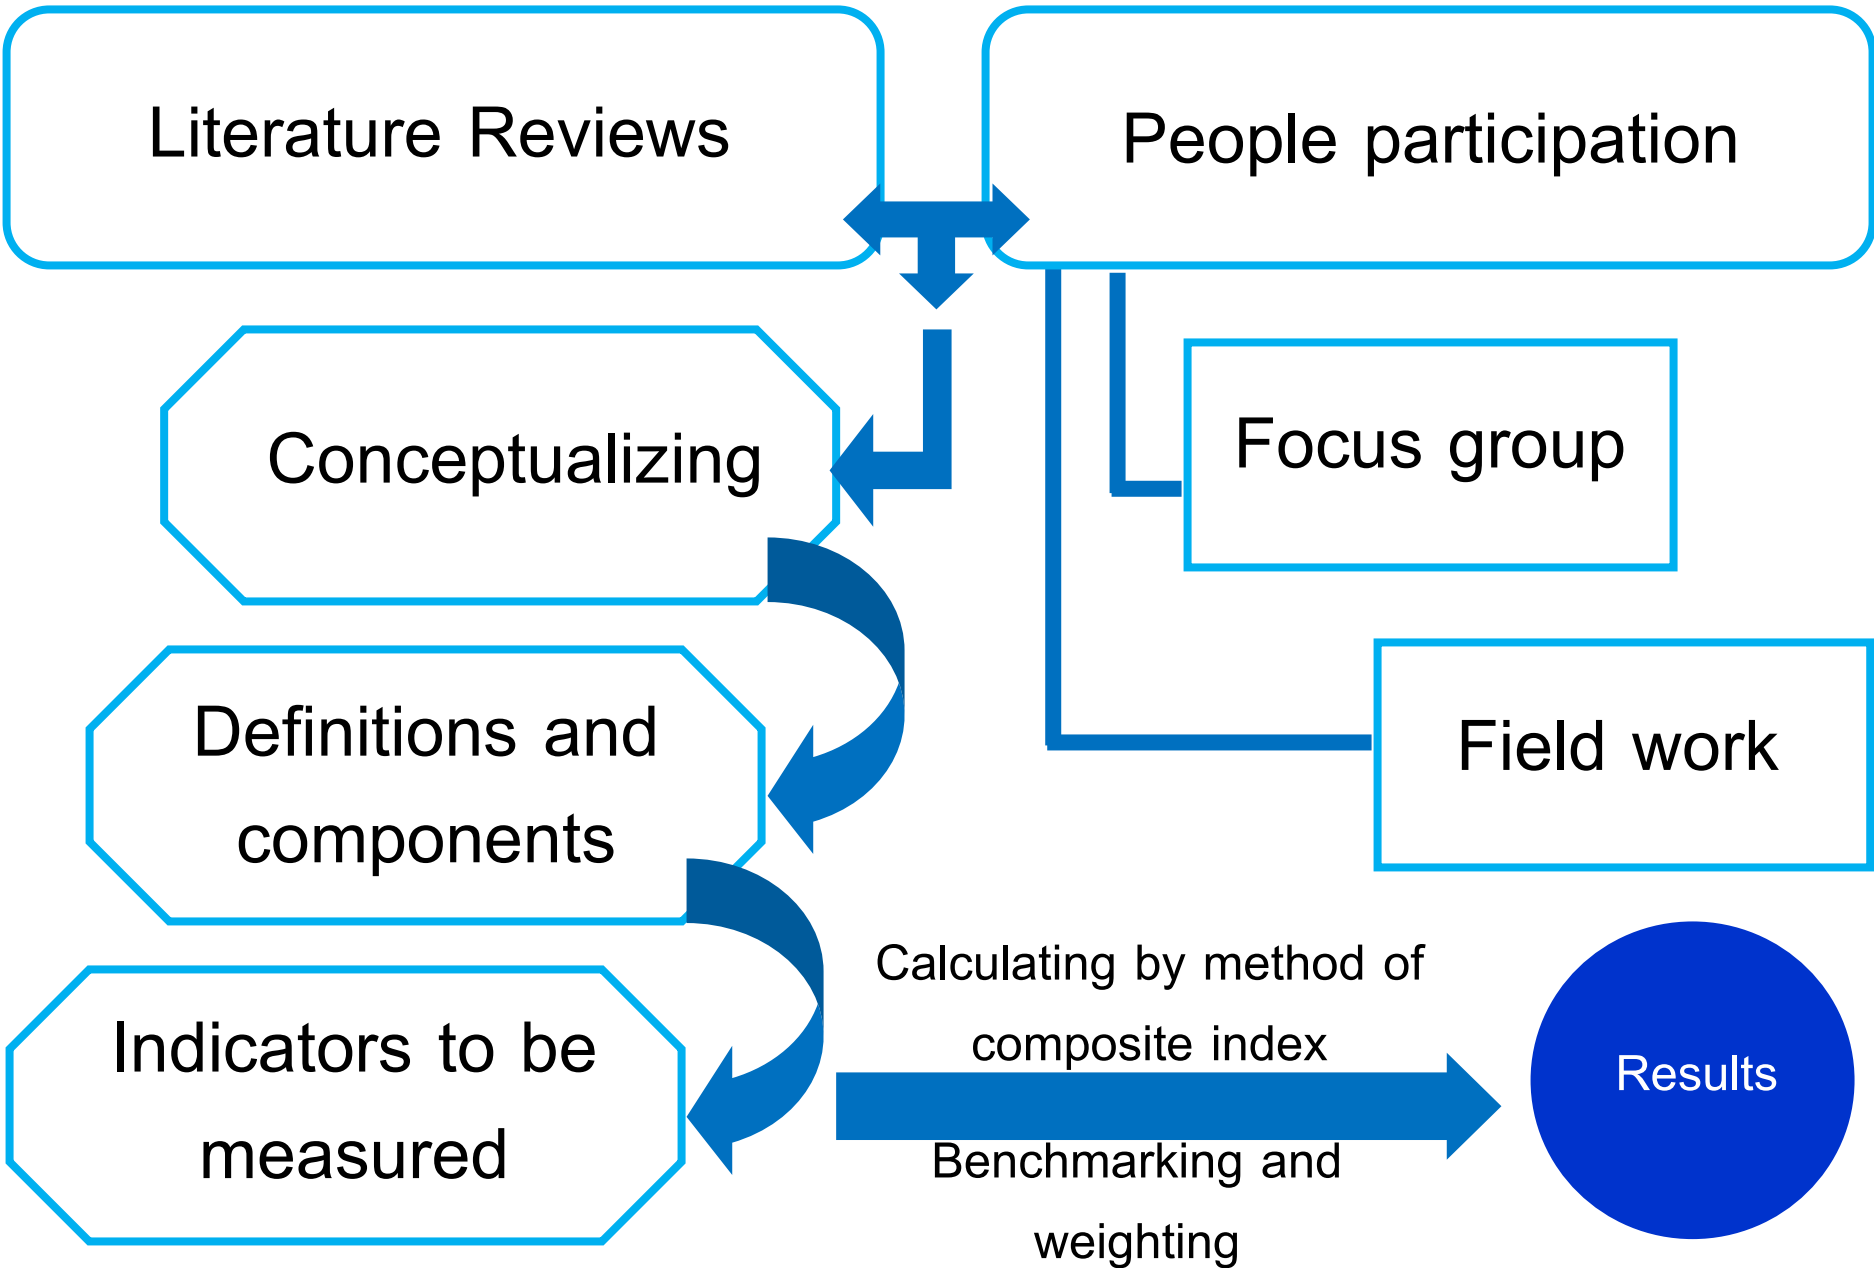 Literature Reviews
People participation
Conceptualizing
Focus group
Definitions and
components
Field work
Indicators to be
measured
Calculating by method of
composite index
Benchmarking and
weighting
Results